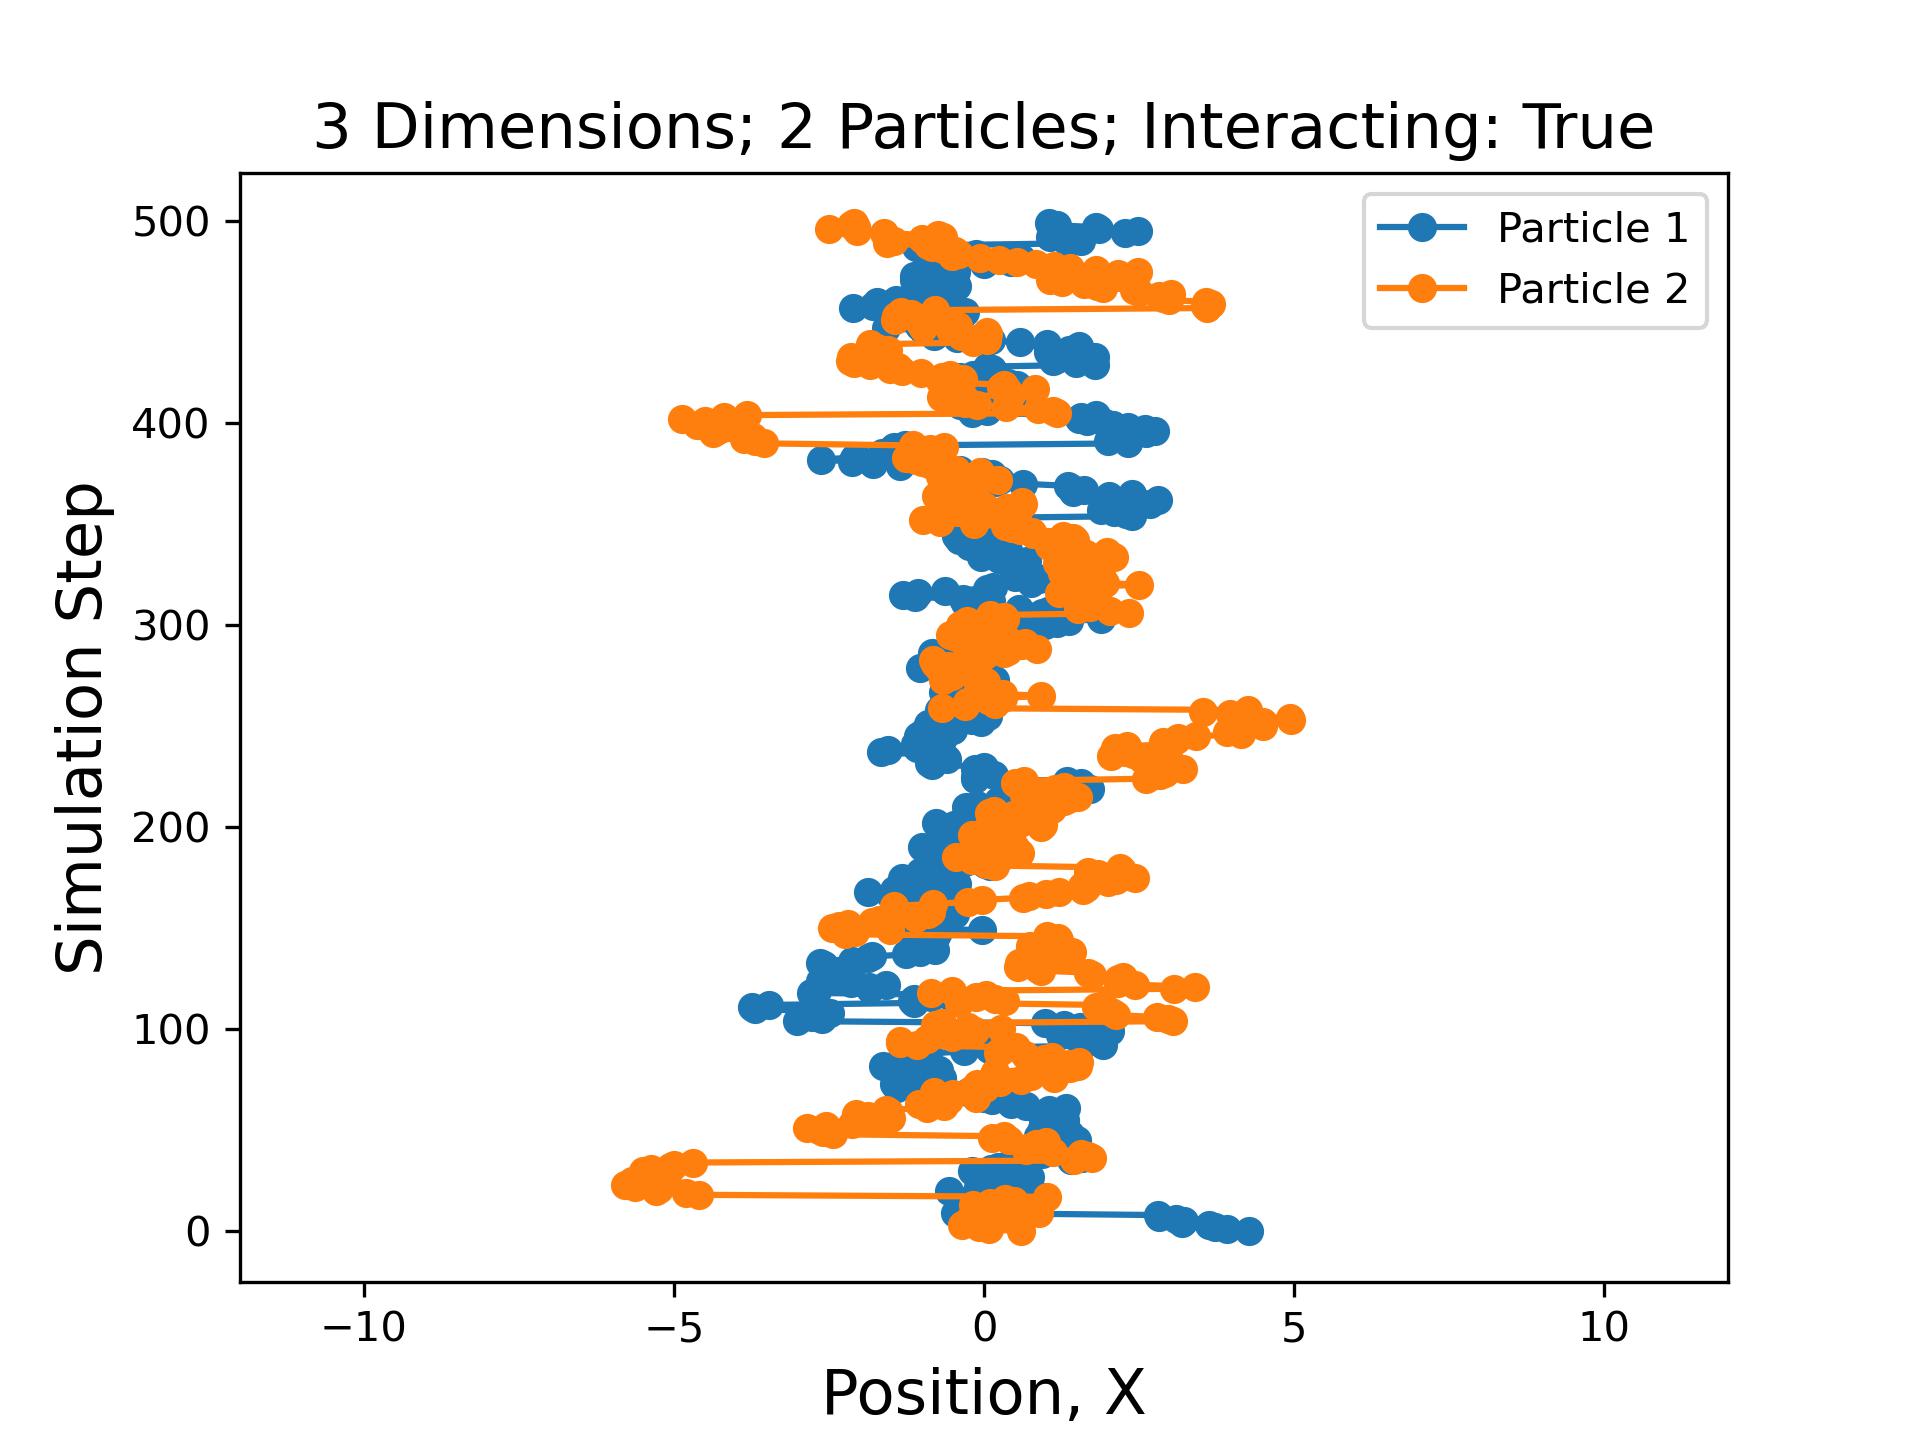 3 Dimensions; 2 Particles; Interacting: True
Particle 1
Particle 2
500
400
300
200
100
0
Simulation Step
−10
−5
0
5
10
Position, X